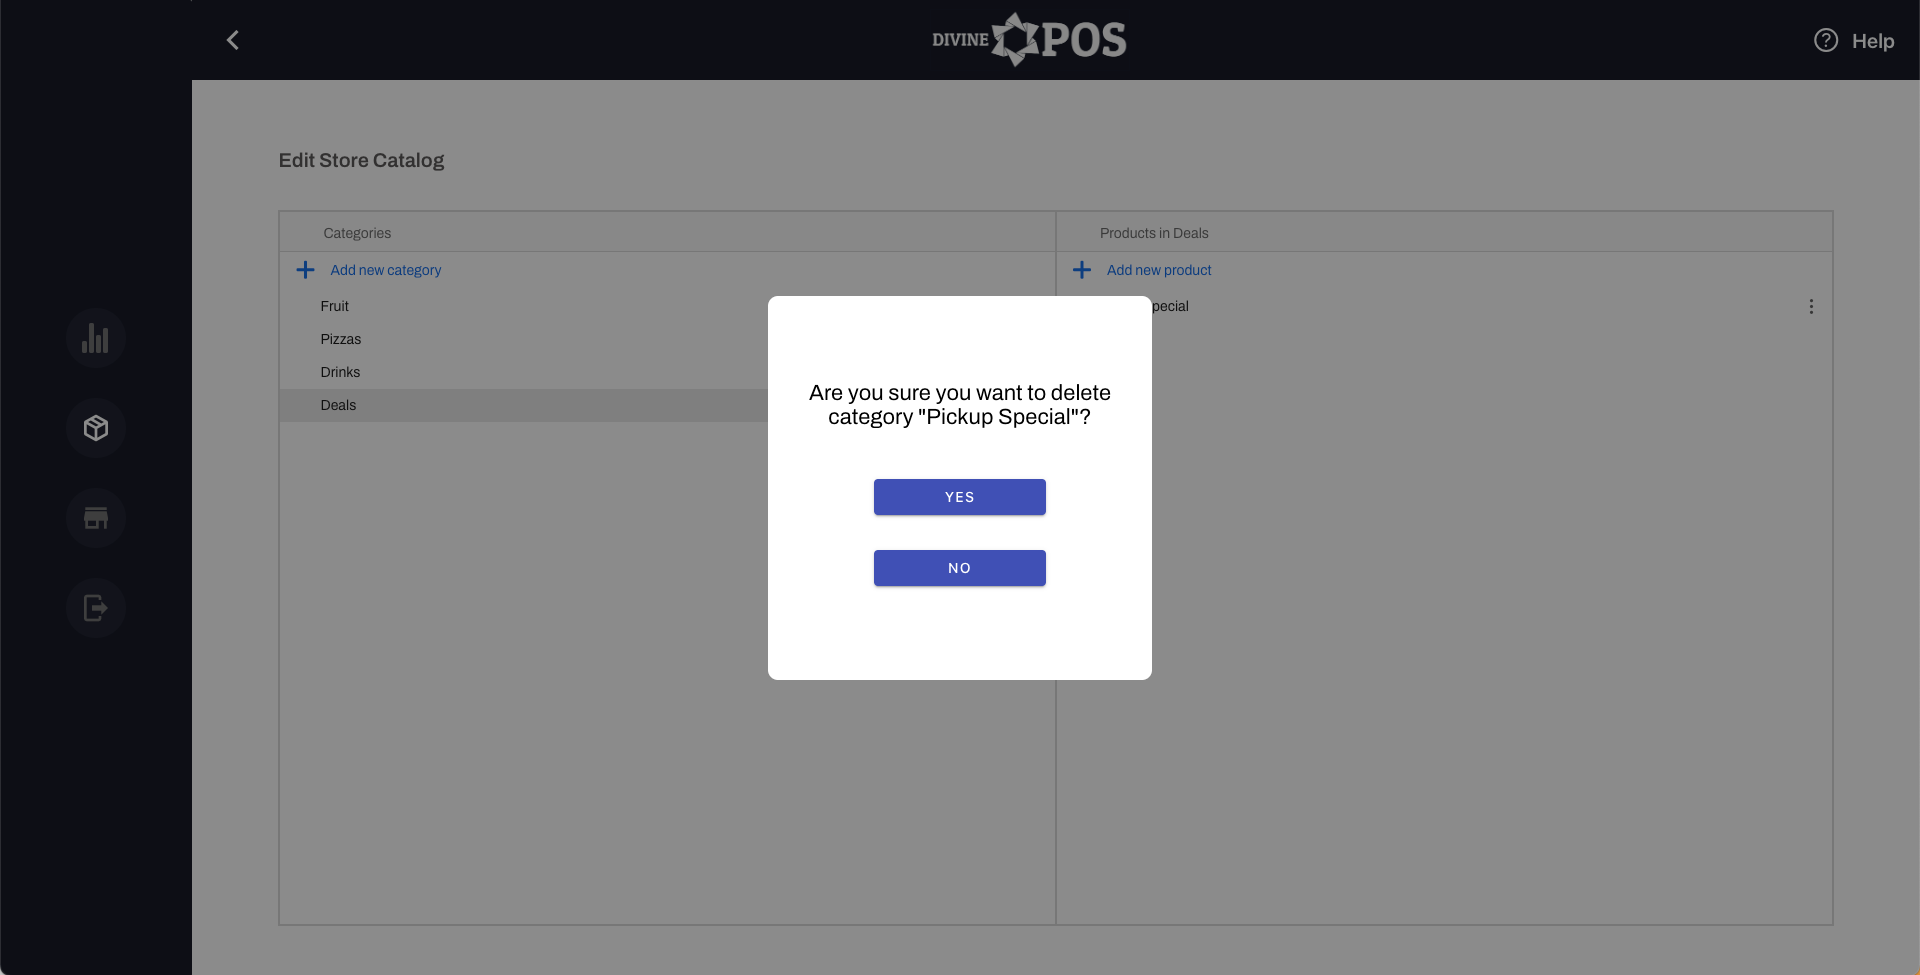 DIVINE POS
Help
Edit Store Catalog
Categories
Products in Deals
Add new category
Add new product
Fruit
pecial
Pizzas
Drinks
Deals
Are you sure you want to delete
category "Pickup Special"?
YES
NO